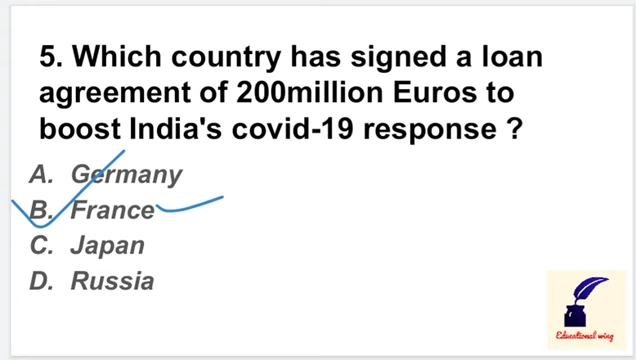 5. Which country has signed a loan
agreement of 200million Euros to
boost India's covid-19 response ?
A. Germany
B. France
C. Japan
D. Russia
Educational wing